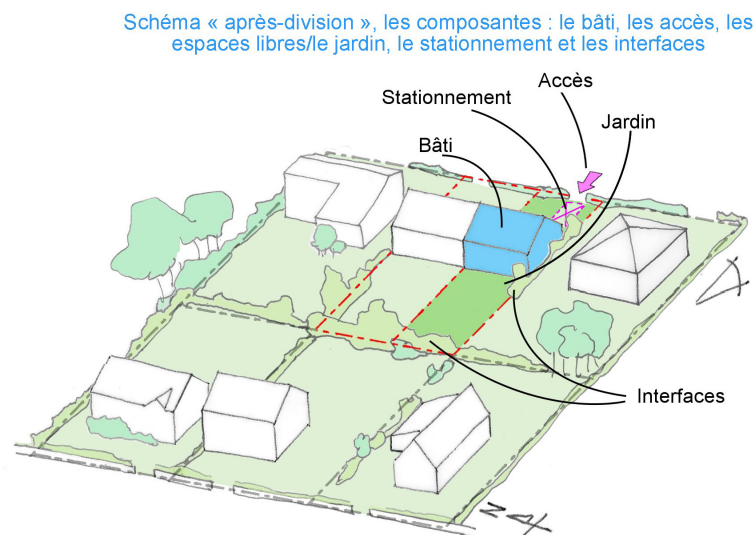 Schéma « après-division », les composantes : le bâti, les accès, les
espaces libres/le jardin, le stationnement et les interfaces
Accès
Stationnement
Jardin
Bâti
Interfaces